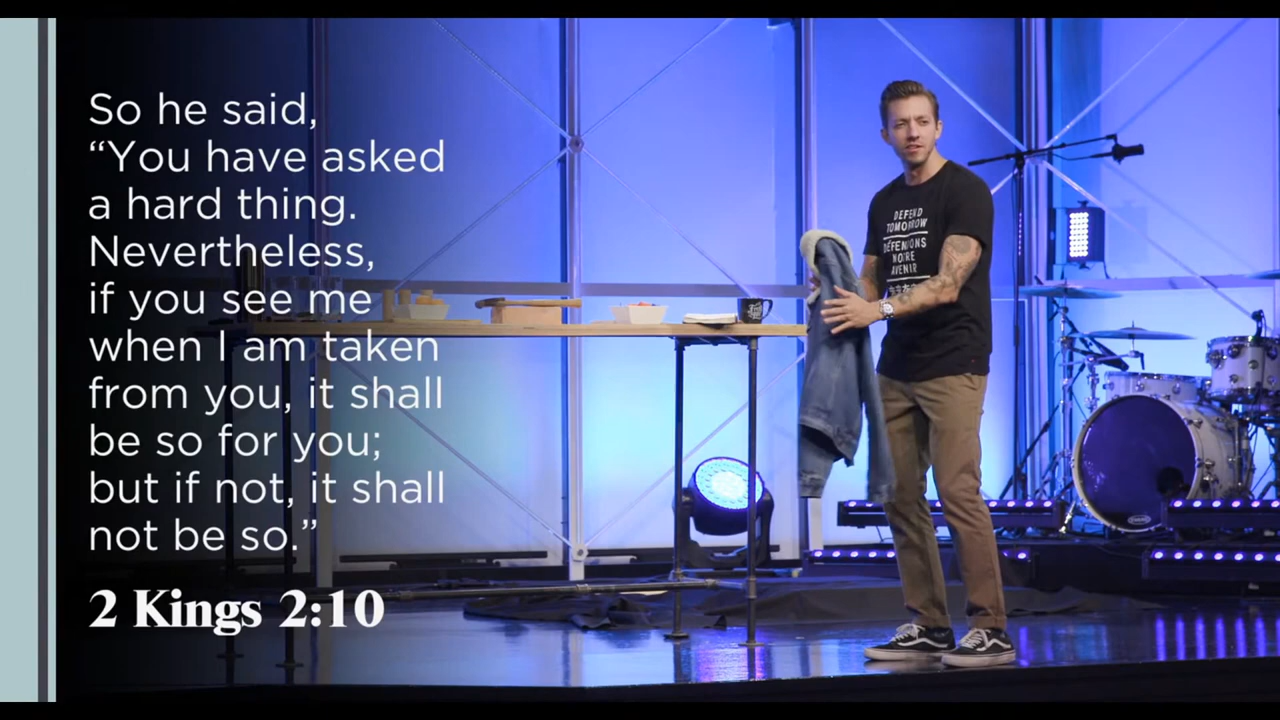 So he said,
“You have asked
a hard thing.
Nevertheless,
if you see me
when I am taken
from you, it shall
be so for you;
but if not, it shall
not be so.”
2 Kings 2:10
DEFEND
TOMORROW
DÉFENDONS
NOTRE
AVENIR